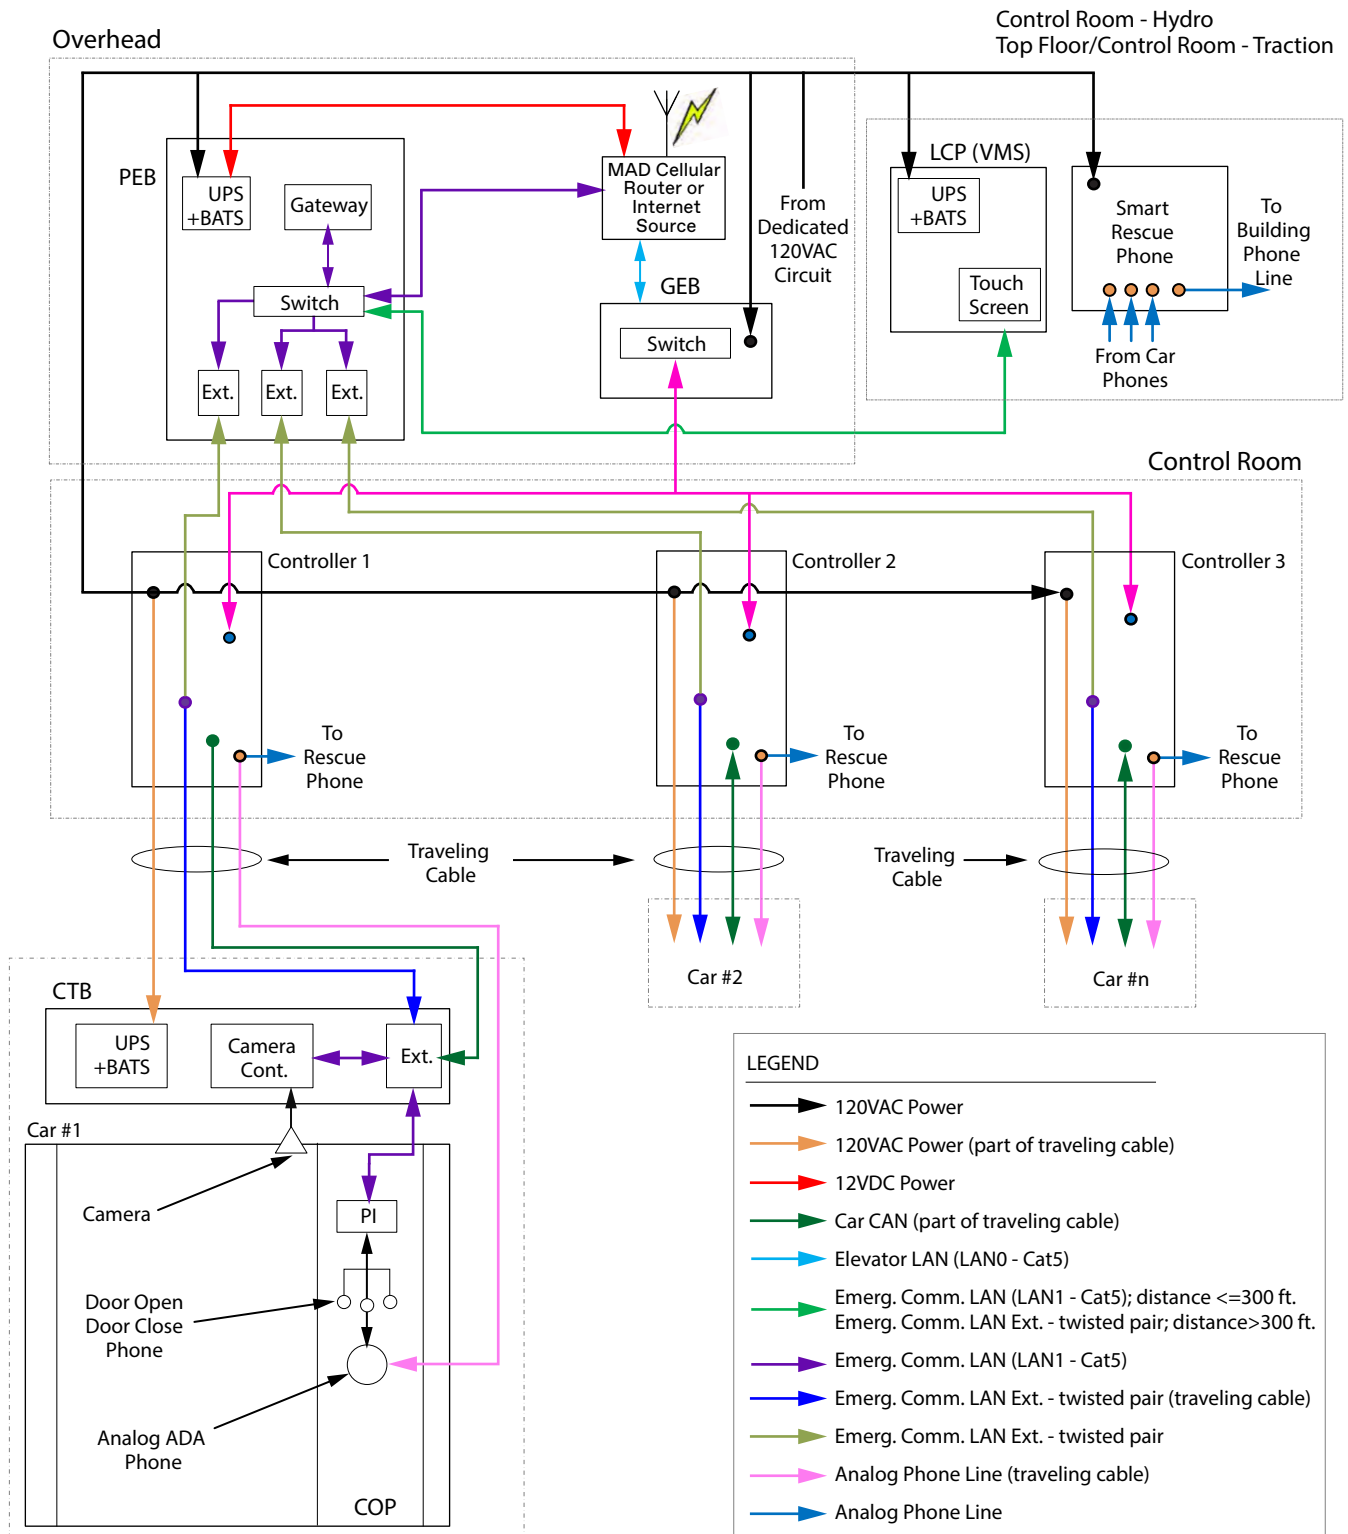 Control Room - Hydro
Top Floor/Control Room - Traction
Overhead
PEB
UPS
+BATS
Gateway
Switch
Ext.
Ext.
Ext.
MAD Cellular
Router or
Internet
Source
GEB
Switch
From
Dedicated
120VAC
Circuit
LCP (VMS)
UPS
+BATS
Touch
Screen
Smart
Rescue
Phone
To
Building
Phone
Line
From Car
Phones
Control Room
Controller 1
Controller 2
Controller 3
To
Rescue
Phone
To
Rescue
Phone
To
Rescue
Phone
Traveling
Cable
Traveling
Cable
Car #2
Car #n
CTB
UPS
+BATS
Camera
Cont.
Ext.
Car #1
Camera
PI
Door Open
Door Close
Phone
Analog ADA
Phone
COP
LEGEND
120VAC Power
120VAC Power (part of traveling cable)
12VDC Power
Car CAN (part of traveling cable)
Elevator LAN (LAN0 - Cat5)
Emerg. Comm. LAN (LAN1 - Cat5); distance <=300 ft.
Emerg. Comm. LAN Ext. - twisted pair; distance>300 ft.
Emerg. Comm. LAN (LAN1 - Cat5)
Emerg. Comm. LAN Ext. - twisted pair (traveling cable)
Emerg. Comm. LAN Ext. - twisted pair
Analog Phone Line (traveling cable)
Analog Phone Line